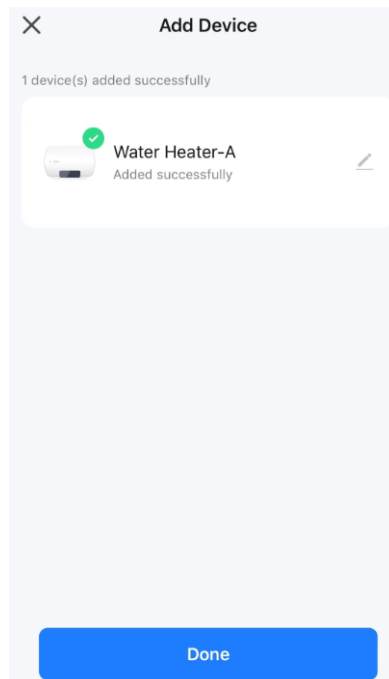 Add Device
1 device(s) added successfully
Water Heater-A
Added successfully
Done